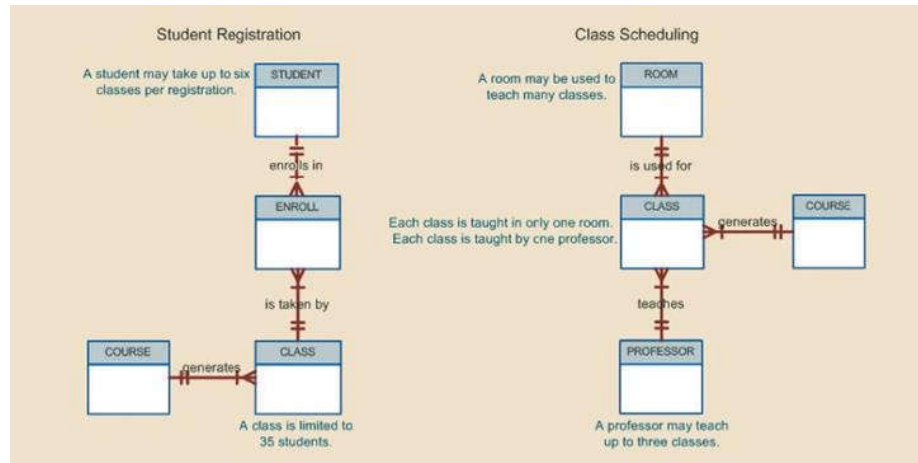 Student Registration
A student may take up to six
classes per registration.
STUDENT
enrolls in
ENROLL
is taken by
COURSE
generates
CLASS
A class is limited to
35 students.
Class Scheduling
A room may be used to
teach many classes.
ROOM
is used for
Each class is taught in only one room.
Each class is taught by cne professor.
CLASS
generates
COURSE
teaches
PROFESSOR
A professor may teach
up to three classes.